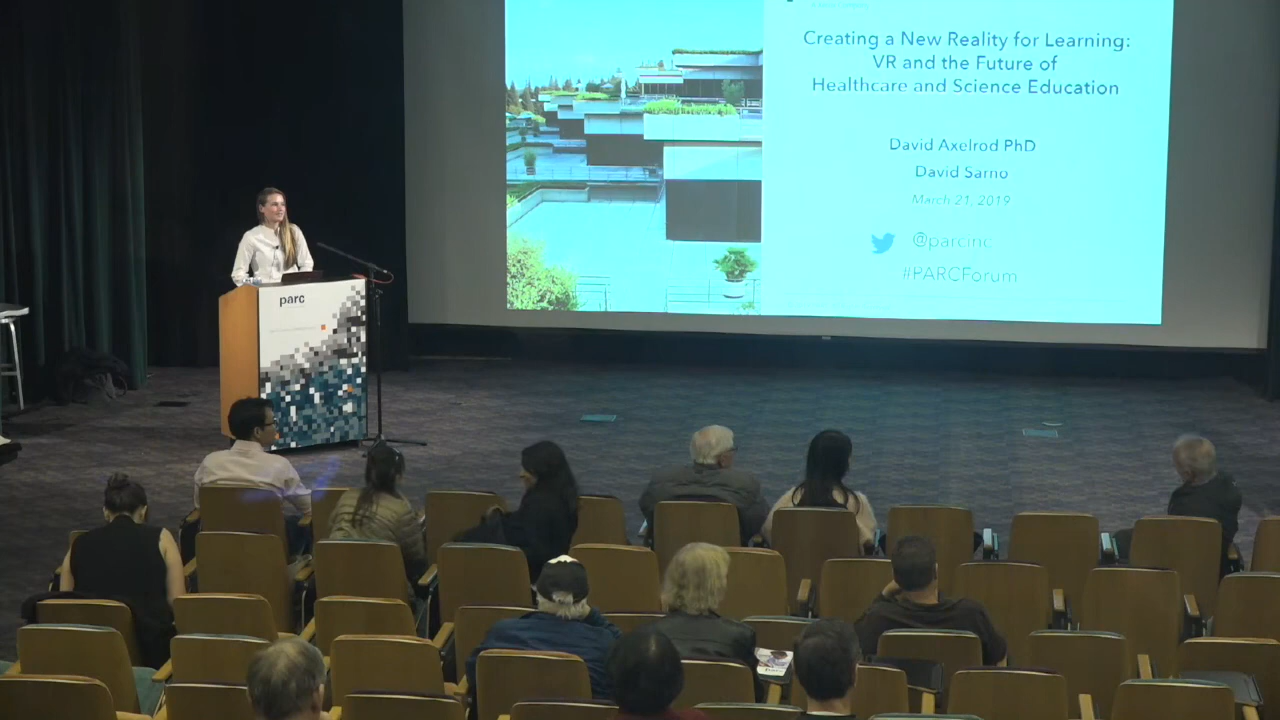 Creating a New Reality for Learning:
VR and the Future of
Healthcare and Science Education
David Axelrod PhD
David Sarno
March 21, 2019
@parcinc
#PARCForum
parc
parc